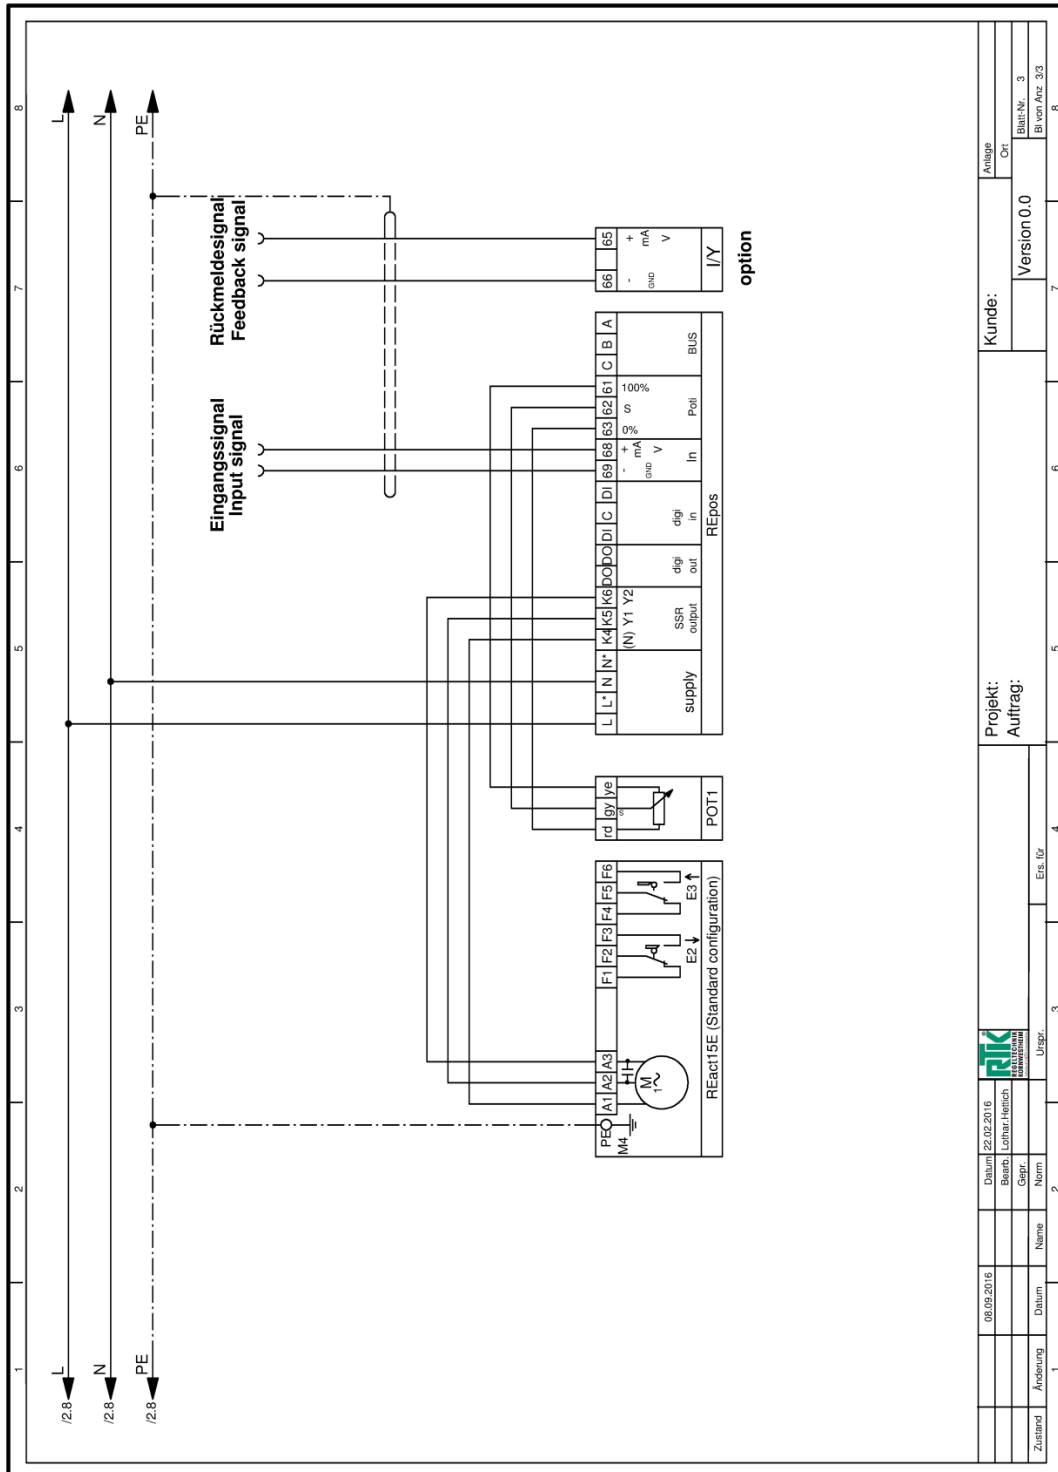 1 2 3 4 5 6 7 8
/2.8 L L
/2.8 N N
/2.8 PE PE
Eingangssignal
Input signal
Rückmeldesignal
Feedback signal
PE A1 A2 A3 F1 F2 F3 F4 F5 F6
M4
M
1
E2 E3
REact15E (Standard configuration)
rd gy ye
s
POT1
L L* N N* K4 K5 K6 DO DO DI C DI 69 68 63 62 61 C B A
(N) Y1 Y2
- + 0% S 100%
GND mA
V
supply
SSR
output
digi
out
digi
in
In
Poti
BUS
REpos
66 65
- +
GND mA
V
I/Y
option
08.09.2016
Datum 22.02.2016
Bearb. Lothar.Hettich
Gepr.
Norm
Zustand Änderung Datum Name
RTK
REGELTECHNIK
KORNWESTHEIM
Urspr.
Ers. für
Projekt:
Auftrag:
Kunde:
Version 0.0
Anlage
Ort
Blatt-Nr. 3
Bl von Anz 3/3
1 2 3 4 5 6 7 8